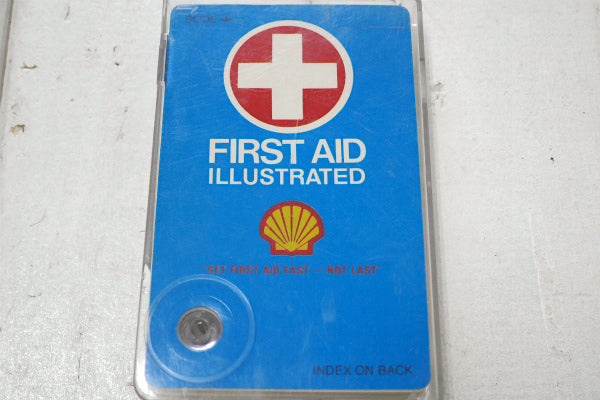 FIRST AID
ILLUSTRATED
"GET FIRST AID FAST — NOT LAST"
INDEX ON BACK